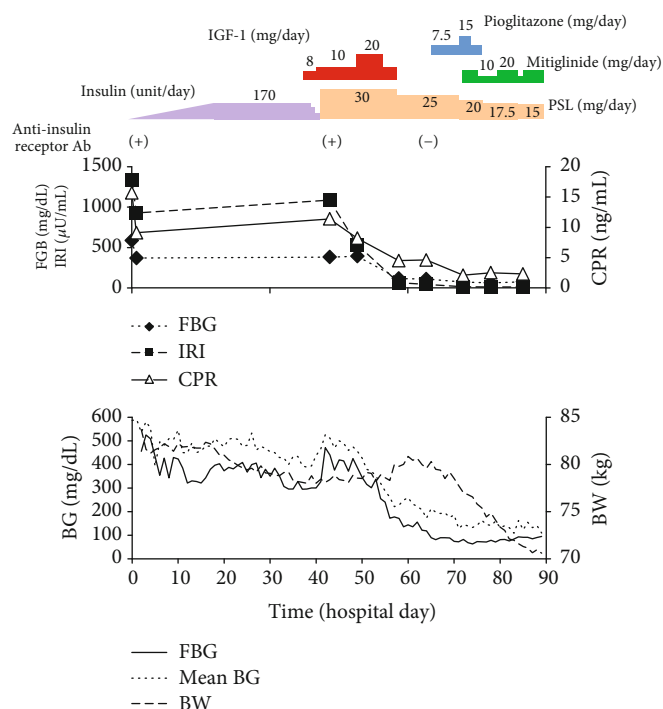 Pioglitazone (mg/day)
15
7.5
IGF-1 (mg/day)
20
10
8
Mitiglinide (mg/day)
10 20
Insulin (unit/day)
170
30
25
20
17.5
15
PSL (mg/day)
Anti-insulin
receptor Ab
(+) (+) (−)
1500
1000
500
0
FGB (mg/dL)
IRI (μU/mL)
20
15
10
5
0
CPR (ng/mL)
FBG
IRI
CPR
600
500
400
300
200
100
0
BG (mg/dL)
85
80
75
70
BW (kg)
0 10 20 30 40 50 60 70 80 90
Time (hospital day)
FBG
Mean BG
BW